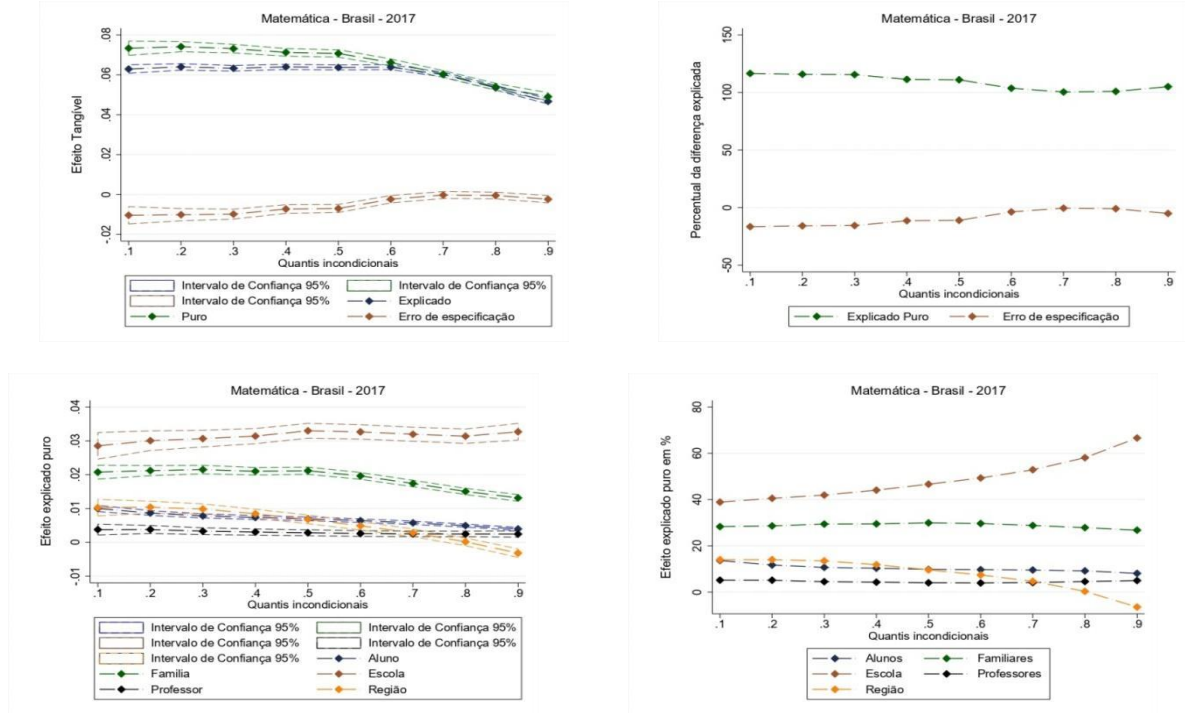 Matemática - Brasil - 2017
Efeito Tangível
.08
.06
.04
.02
0
-.02
.1 .2 .3 .4 .5 .6 .7 .8 .9
Quantis incondicionais
Intervalo de Confiança 95% Intervalo de Confiança 95%
Intervalo de Confiança 95% Explicado
Puro Erro de especificação
Matemática - Brasil - 2017
Percentual da diferença explicada
150
100
50
0
-50
.1 .2 .3 .4 .5 .6 .7 .8 .9
Quantis incondicionais
Explicado Puro Erro de especificação
Matemática - Brasil - 2017
Efeito explicado puro
.04
.03
.02
.01
0
-.01
.1 .2 .3 .4 .5 .6 .7 .8 .9
Quantis incondicionais
Intervalo de Confiança 95% Intervalo de Confiança 95%
Intervalo de Confiança 95% Intervalo de Confiança 95%
Intervalo de Confiança 95% Aluno
Familia Escola
Professor Região
Matemática - Brasil - 2017
Efeito explicado puro em %
80
60
40
20
0
.1 .2 .3 .4 .5 .6 .7 .8 .9
Quantis incondicionais
Alunos Familiares
Escola Professores
Região